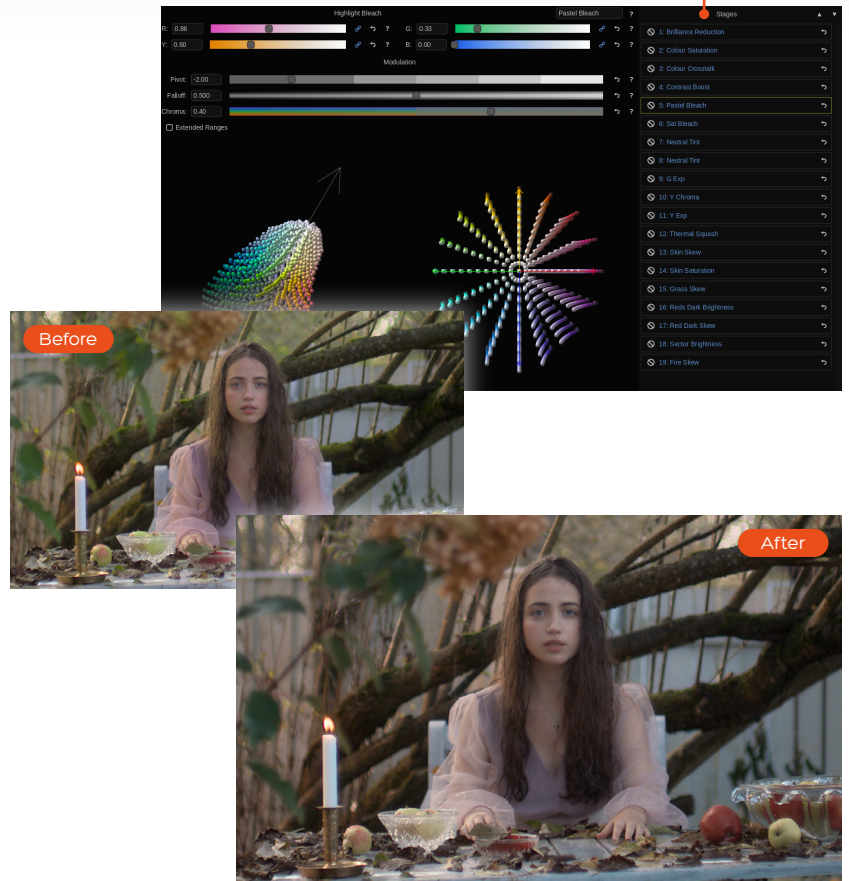 Highlight Bleach
Pastel Bleach
?
R: 0.86
?
G: 0.33
?
Y: 0.60
?
B: 0.00
?
Modulation
Pivot: -2.00
?
Falloff: 0.500
?
Chroma: 0.40
?
Extended Ranges
Stages
1: Brilliance Reduction
2: Colour Saturation
3: Colour Crosstalk
4: Contrast Boost
5: Pastel Bleach
6: Sat Bleach
7: Neutral Tint
8: Neutral Tint
9: G Exp
10: Y Chroma
11: Y Exp
12: Thermal Squash
13: Skin Skew
14: Skin Saturation
15: Grass Skew
16: Reds Dark Brightness
17: Red Dark Skew
18: Sector Brightness
19: Fire Skew
Before
After